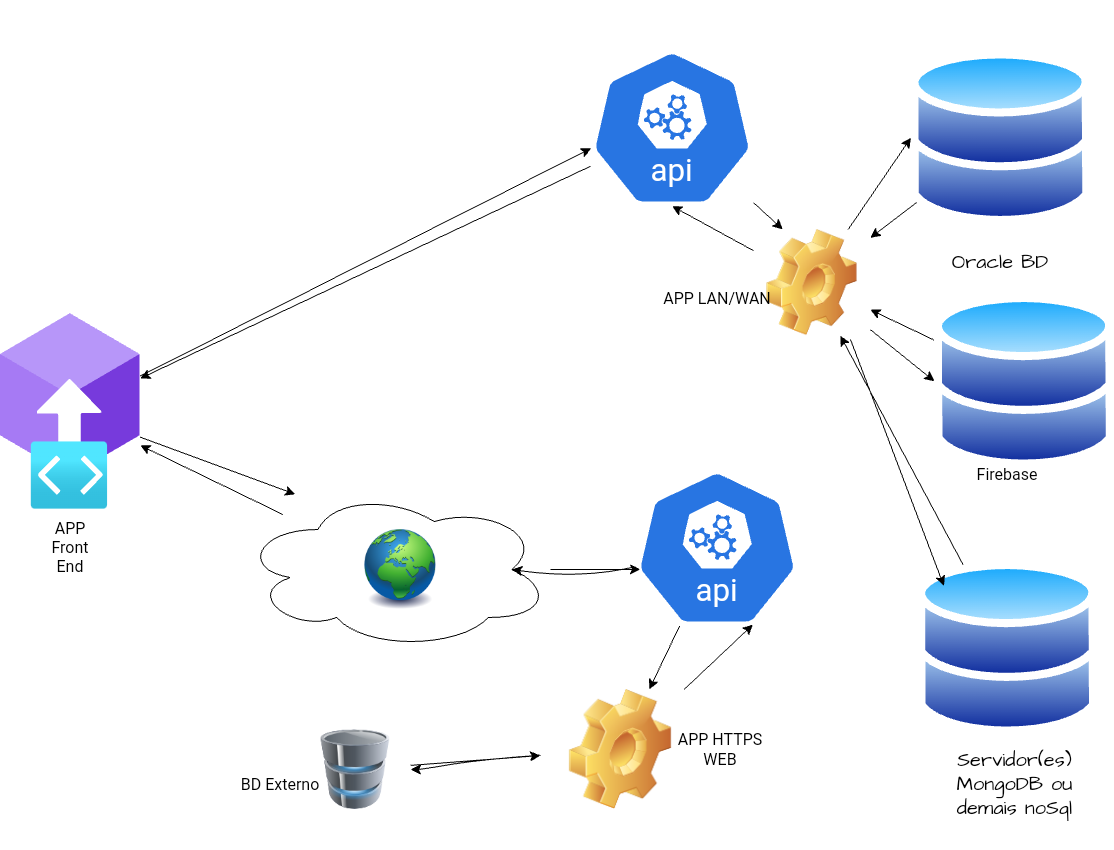 api
Oracle BD
APP LAN/WAN
Firebase
APP
Front
End
api
APP HTTPS
WEB
BD Externo
Servidor(es)
MongoDB ou
demais noSql